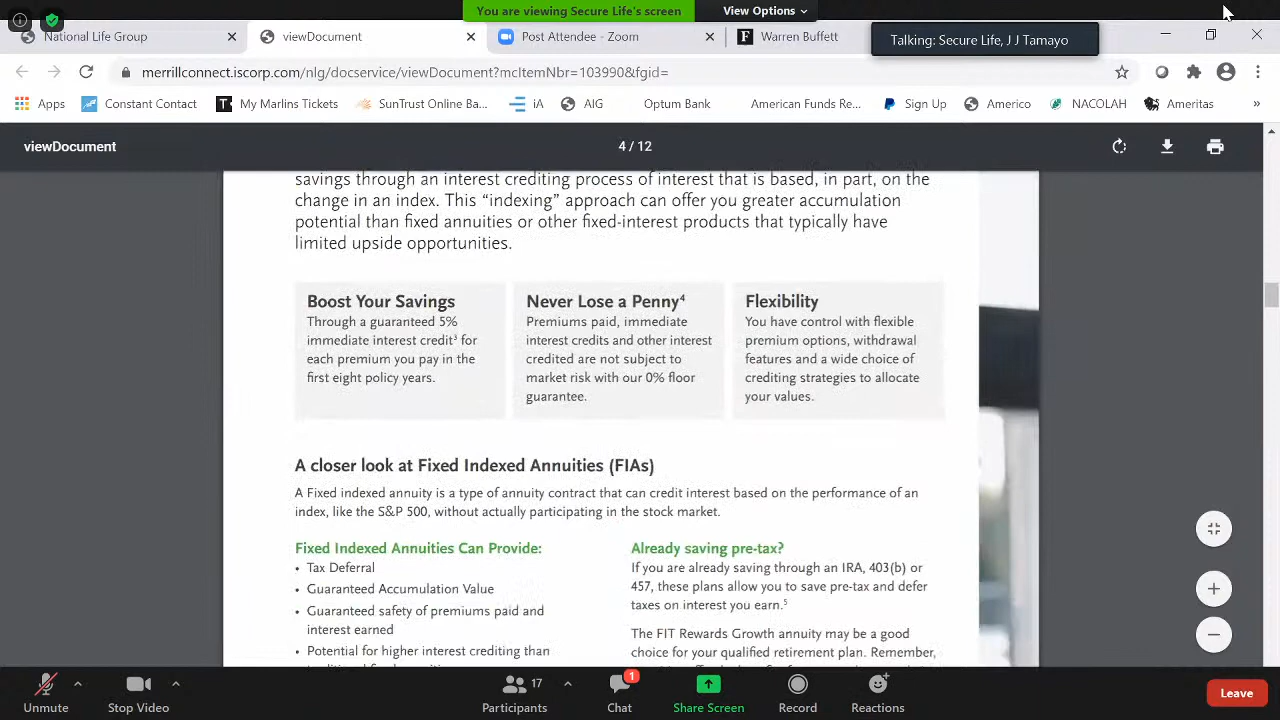 You are viewing Secure Life's screen
View Options
National Life Group
viewDocument
Post Attendee - Zoom
Warren Buffett
Talking: Secure Life, J J Tamayo
merrillconnect.iscorp.com/nlg/docservice/viewDocument?mcItemNbr=103990&fgid=
Apps
Constant Contact
My Marlins Tickets
SunTrust Online Ba...
iA
AIG
Optum Bank
American Funds Re...
Sign Up
Americo
NACOLAH
Ameritas
»
viewDocument
4 / 12
savings through an interest crediting process of interest that is based, in part, on the
change in an index. This “indexing” approach can offer you greater accumulation
potential than fixed annuities or other fixed-interest products that typically have
limited upside opportunities.
Boost Your Savings
Through a guaranteed 5%
immediate interest credit³ for
each premium you pay in the
first eight policy years.
Never Lose a Penny⁴
Premiums paid, immediate
interest credits and other interest
credited are not subject to
market risk with our 0% floor
guarantee.
Flexibility
You have control with flexible
premium options, withdrawal
features and a wide choice of
crediting strategies to allocate
your values.
A closer look at Fixed Indexed Annuities (FIAs)
A Fixed indexed annuity is a type of annuity contract that can credit interest based on the performance of an
index, like the S&P 500, without actually participating in the stock market.
Fixed Indexed Annuities Can Provide:
• Tax Deferral
• Guaranteed Accumulation Value
• Guaranteed safety of premiums paid and
interest earned
• Potential for higher interest crediting than
Already saving pre-tax?
If you are already saving through an IRA, 403(b) or
457, these plans allow you to save pre-tax and defer
taxes on interest you earn.⁵
The FIT Rewards Growth annuity may be a good
choice for your qualified retirement plan. Remember,
Unmute
Stop Video
17
Participants
1
Chat
Share Screen
Record
Reactions
Leave